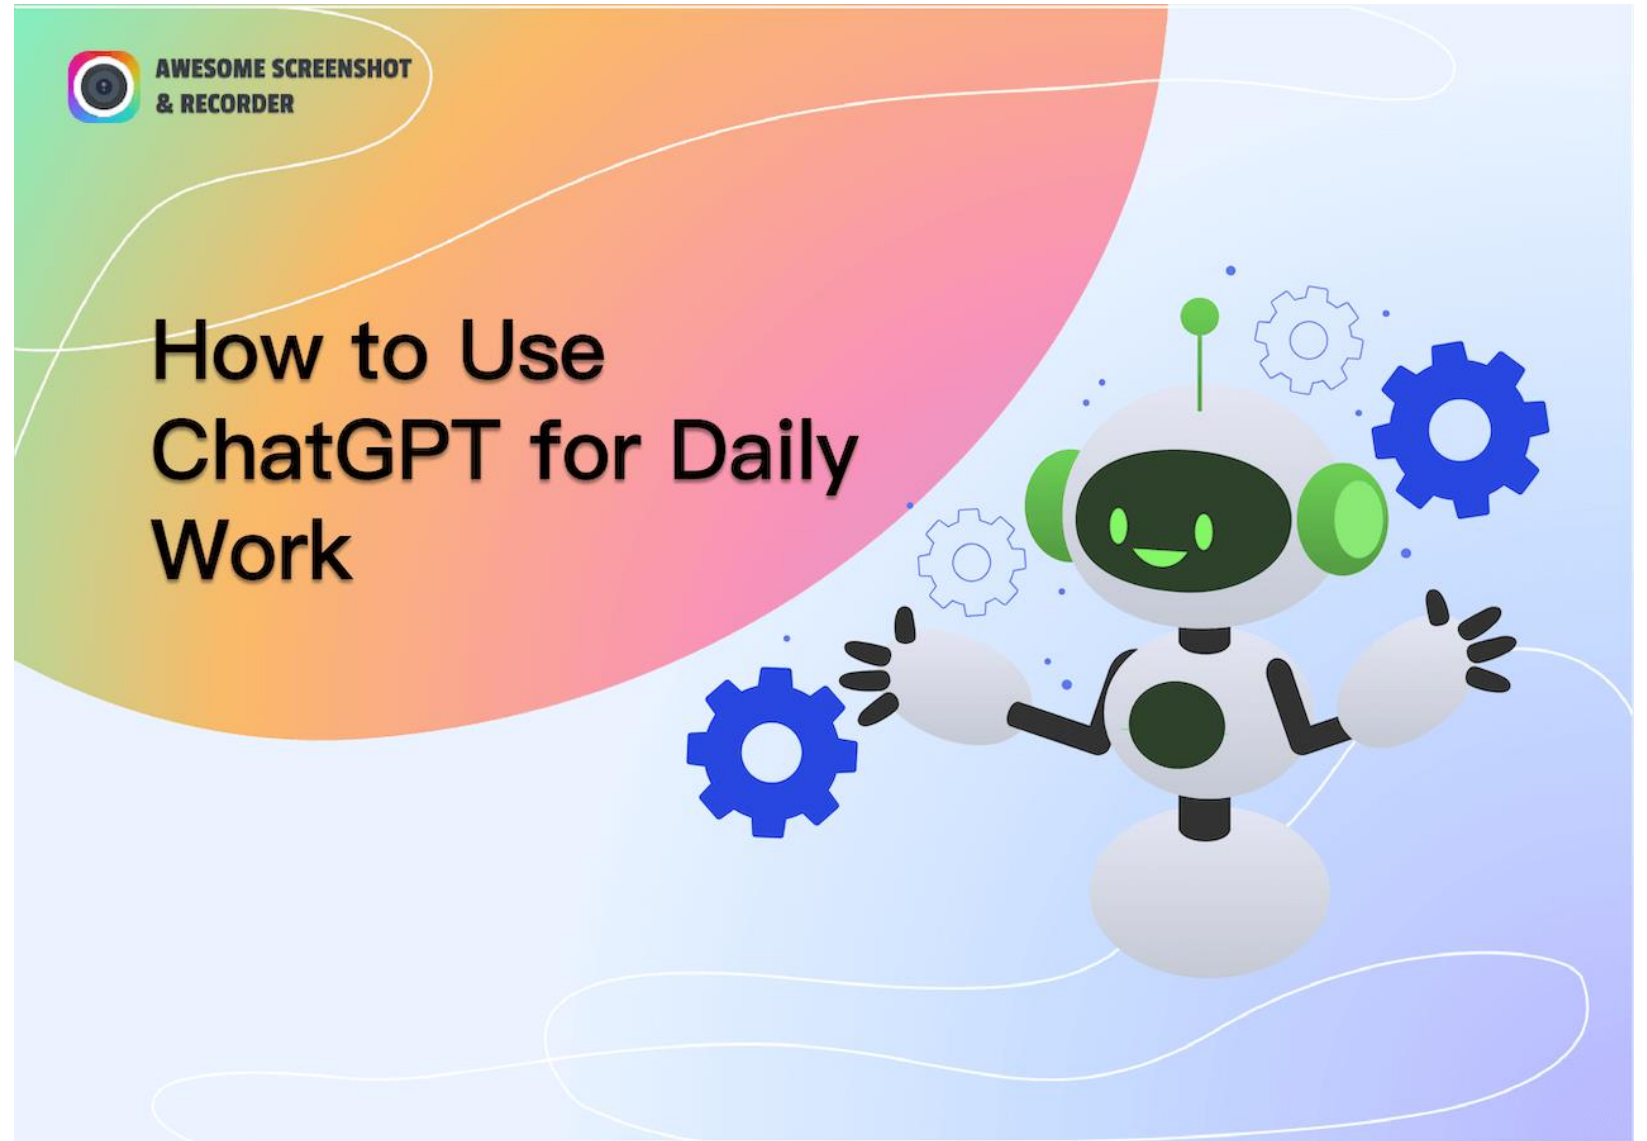 AWESOME SCREENSHOT
& RECORDER
How to Use
ChatGPT for Daily
Work